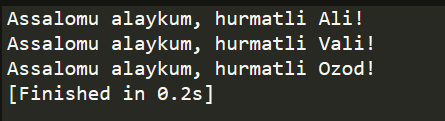 Assalomu alaykum, hurmatli Ali!
Assalomu alaykum, hurmatli Vali!
Assalomu alaykum, hurmatli Ozod!
[Finished in 0.2s]